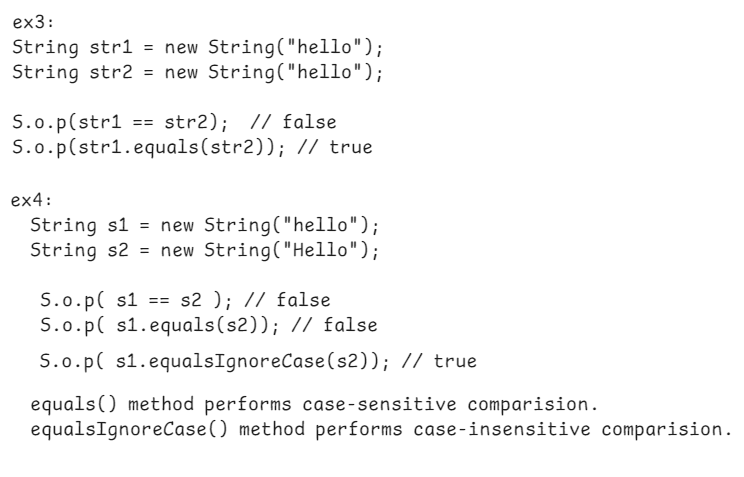 ex3:
String str1 = new String("hello");
String str2 = new String("hello");
S.o.p(str1 == str2);  // false
S.o.p(str1.equals(str2)); // true
ex4:
String s1 = new String("hello");
String s2 = new String("Hello");
S.o.p( s1 == s2 ); // false
S.o.p( s1.equals(s2)); // false
S.o.p( s1.equalsIgnoreCase(s2)); // true
equals() method performs case-sensitive comparision.
equalsIgnoreCase() method performs case-insensitive comparision.